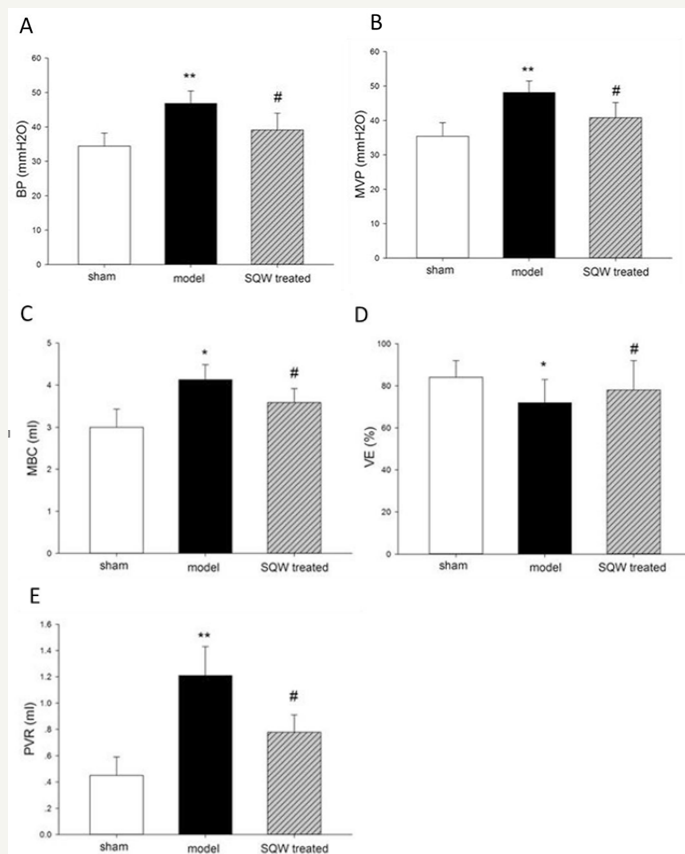 A
BP (mmH2O)
60
50
40
30
20
10
0
**
#
sham
model
SQW treated
B
MVP (mmH2O)
60
50
40
30
20
10
0
**
#
sham
model
SQW treated
C
MBC (ml)
5
4
3
2
1
0
*
#
sham
model
SQW treated
D
VE (%)
100
80
60
40
20
0
*
#
sham
model
SQW treated
E
PVR (ml)
1.6
1.4
1.2
1.0
.8
.6
.4
.2
0.0
**
#
sham
model
SQW treated